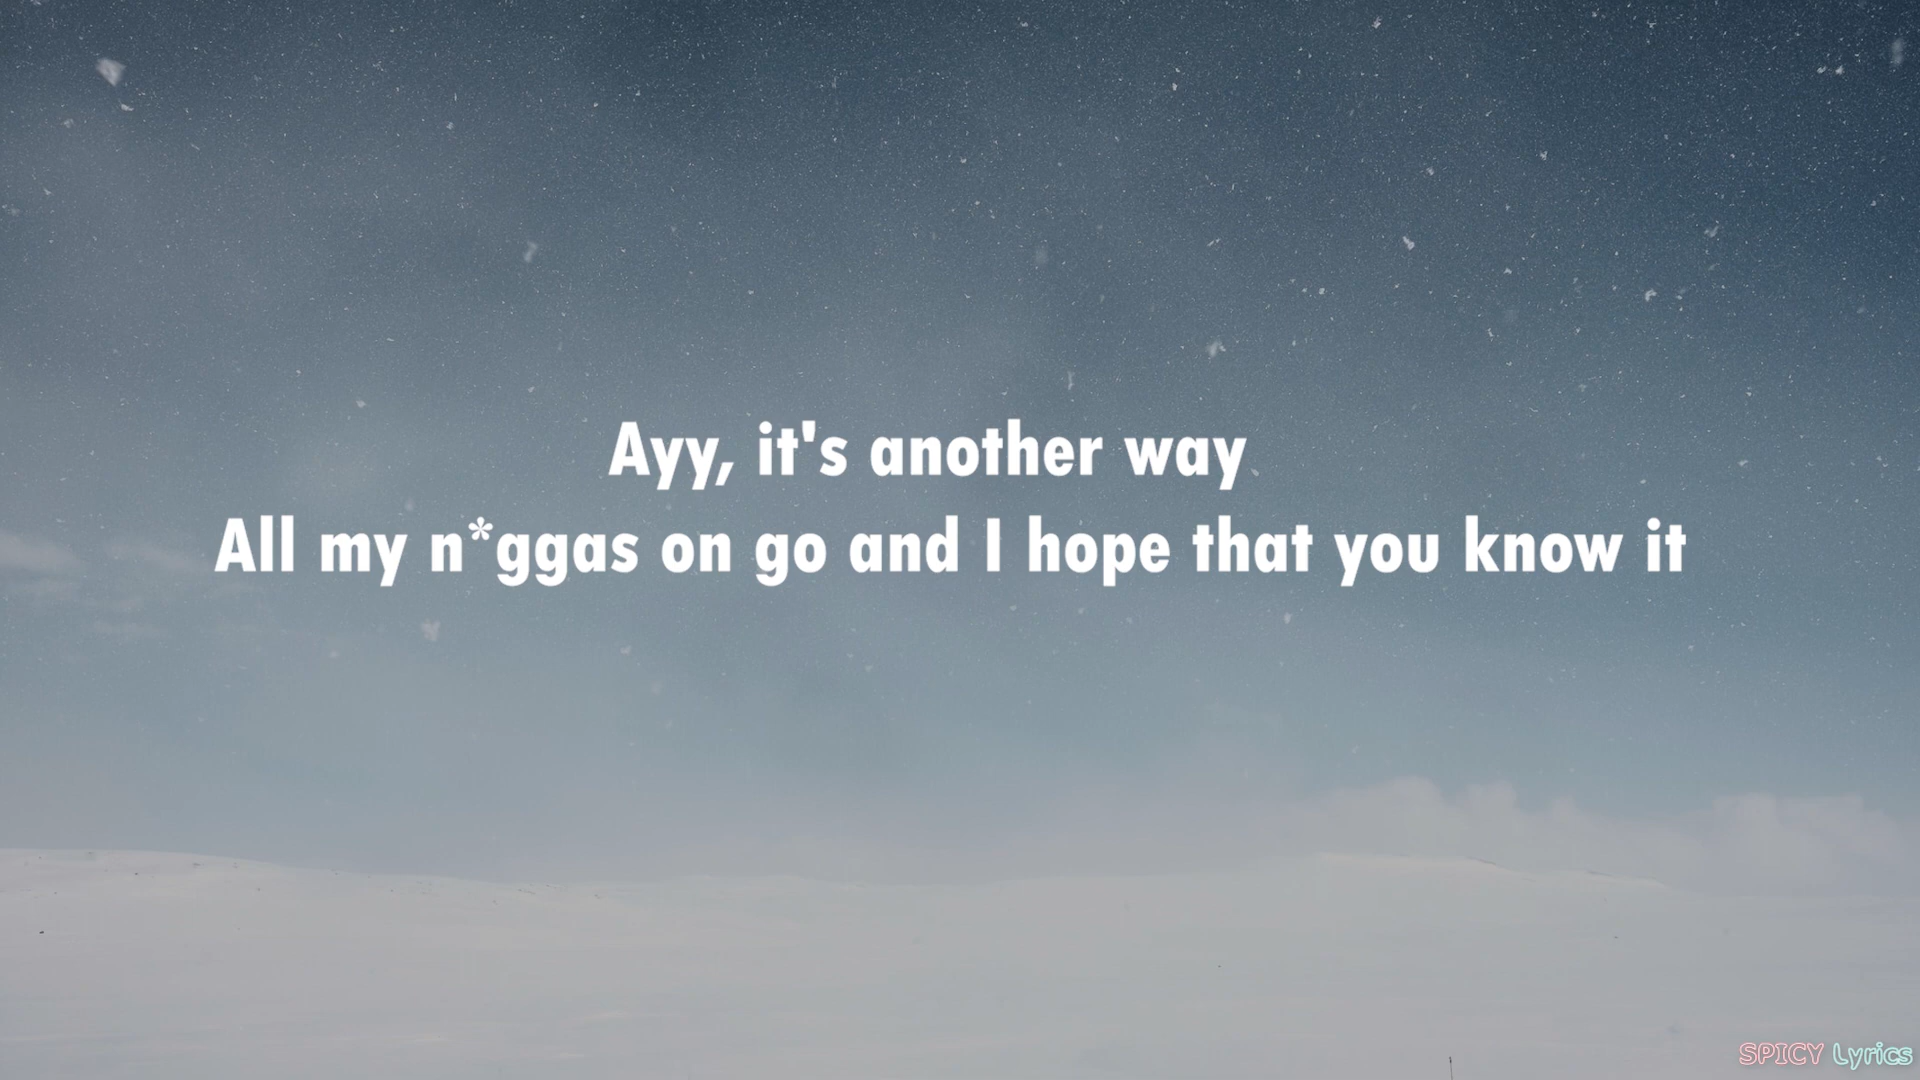 Ayy, it's another way
All my n*ggas on go and I hope that you know it
SPICY Lyrics